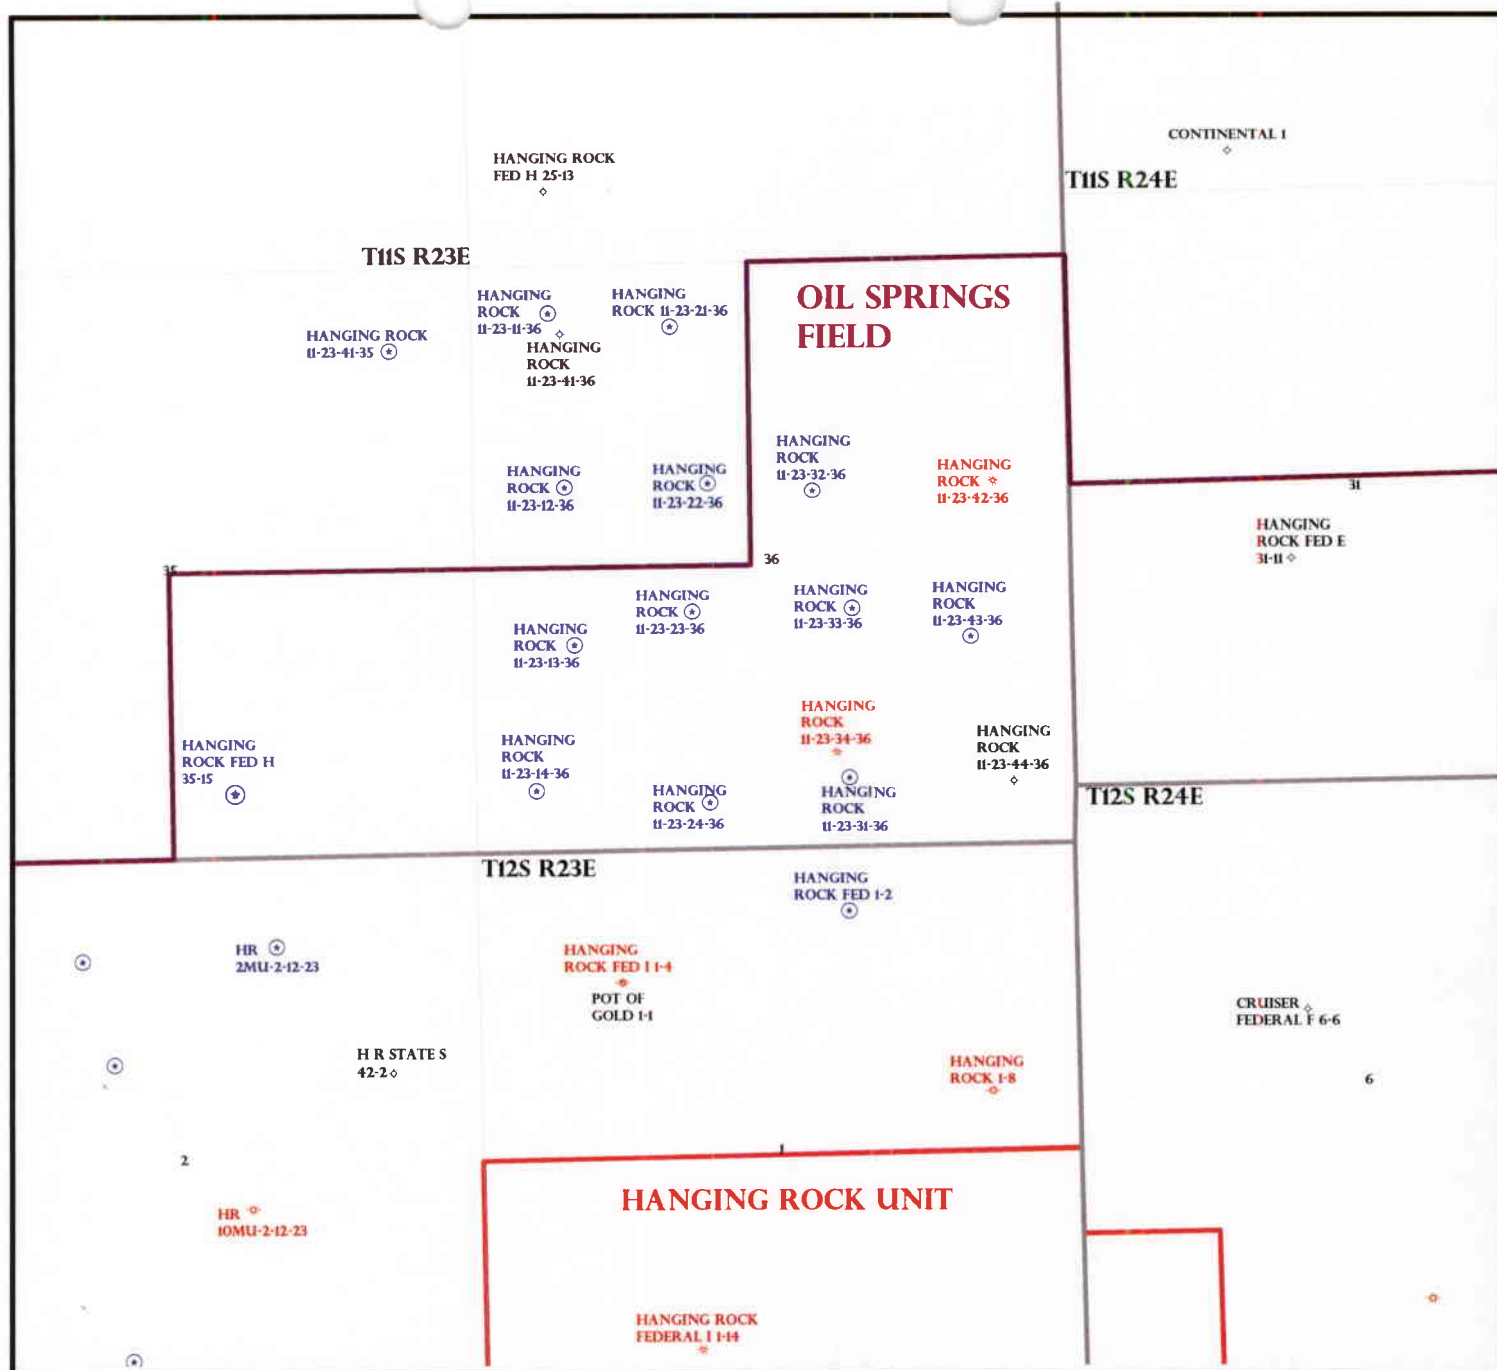 CONTINENTAL 1
HANGING ROCK
FED H 25-13
T11S R24E
T11S R23E
OIL SPRINGS
FIELD
HANGING
ROCK
11-23-11-36
HANGING
ROCK 11-23-21-36
HANGING ROCK
11-23-41-35
HANGING
ROCK
11-23-41-36
HANGING
ROCK
11-23-32-36
HANGING
ROCK
11-23-42-36
HANGING
ROCK
11-23-12-36
HANGING
ROCK
11-23-22-36
31
HANGING
ROCK FED E
31-11
36
35
HANGING
ROCK
11-23-23-36
HANGING
ROCK
11-23-33-36
HANGING
ROCK
11-23-43-36
HANGING
ROCK
11-23-13-36
HANGING
ROCK
11-23-34-36
HANGING
ROCK
11-23-44-36
HANGING
ROCK FED H
35-15
HANGING
ROCK
11-23-14-36
HANGING
ROCK
11-23-24-36
HANGING
ROCK
11-23-31-36
T12S R24E
T12S R23E
HANGING
ROCK FED 1-2
HR
2MU-2-12-23
HANGING
ROCK FED I 1-4
POT OF
GOLD 1-1
CRUISER
FEDERAL F 6-6
H R STATE S
42-2
HANGING
ROCK 1-8
6
2
1
HANGING ROCK UNIT
HR
10MU-2-12-23
HANGING ROCK
FEDERAL I 1-14